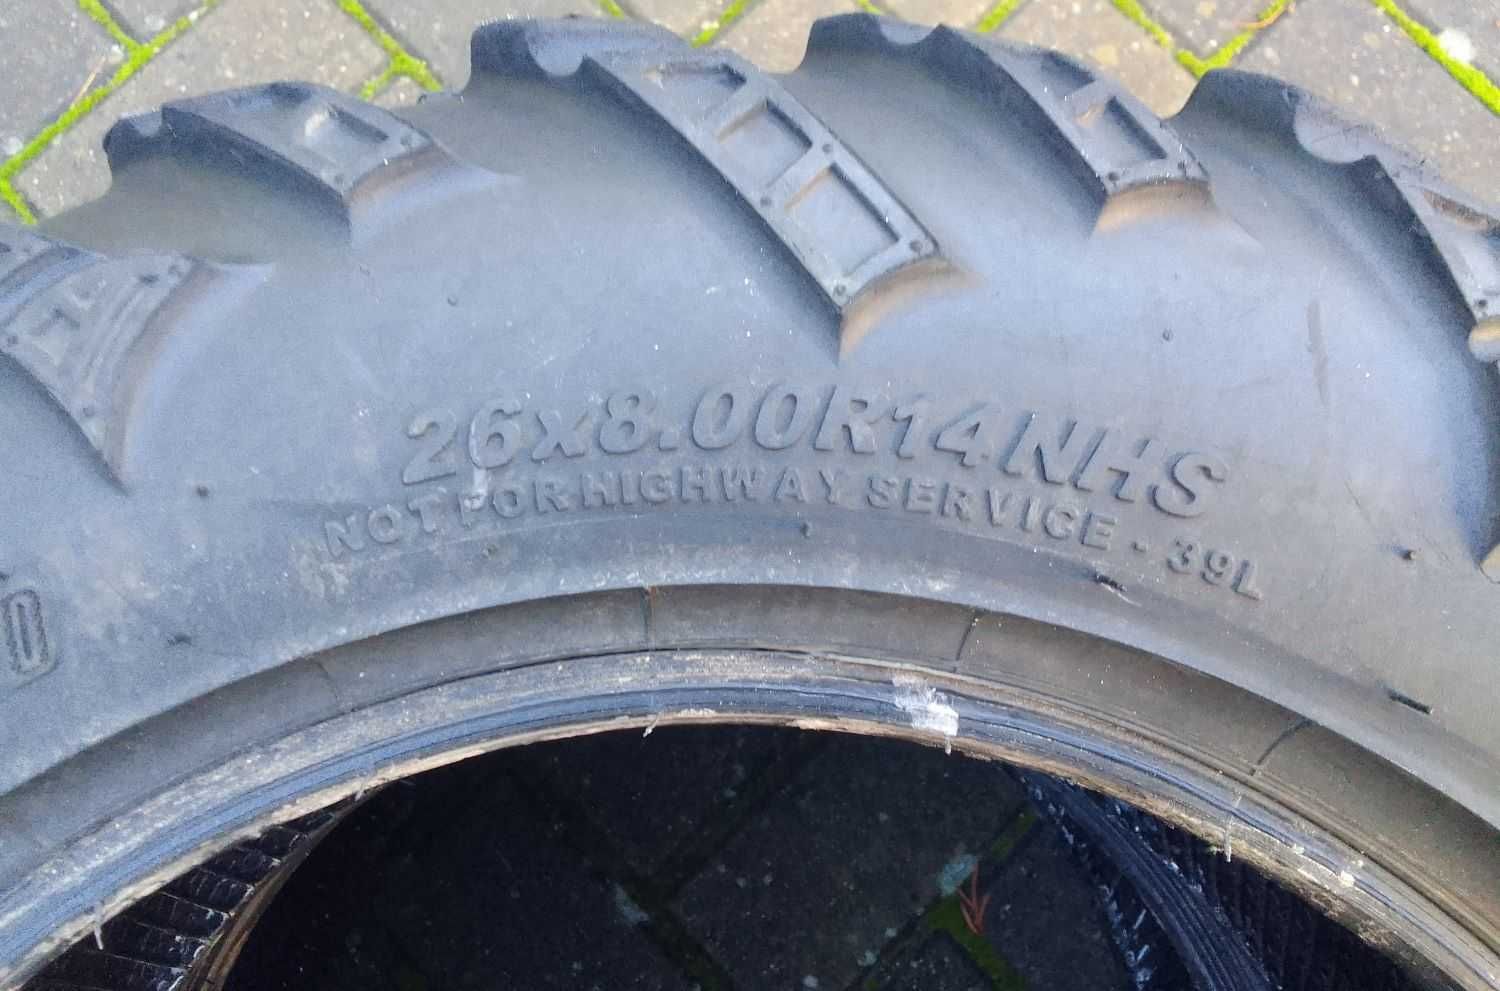 26x8.00R14NHS
NOT FOR HIGHWAY SERVICE - 39L